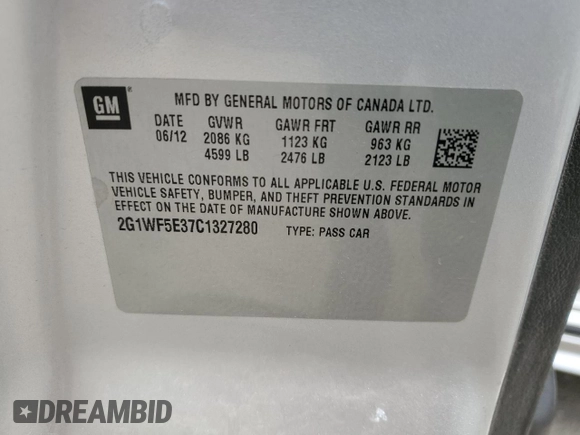 GM
MFD BY GENERAL MOTORS OF CANADA LTD.
DATE GVWR GAWR FRT GAWR RR
06/12 2086 KG 1123 KG 963 KG
4599 LB 2476 LB 2123 LB
THIS VEHICLE CONFORMS TO ALL APPLICABLE U.S. FEDERAL MOTOR
VEHICLE SAFETY, BUMPER, AND THEFT PREVENTION STANDARDS IN
EFFECT ON THE DATE OF MANUFACTURE SHOWN ABOVE.
2G1WF5E37C1327280 TYPE: PASS CAR
DREAMBID